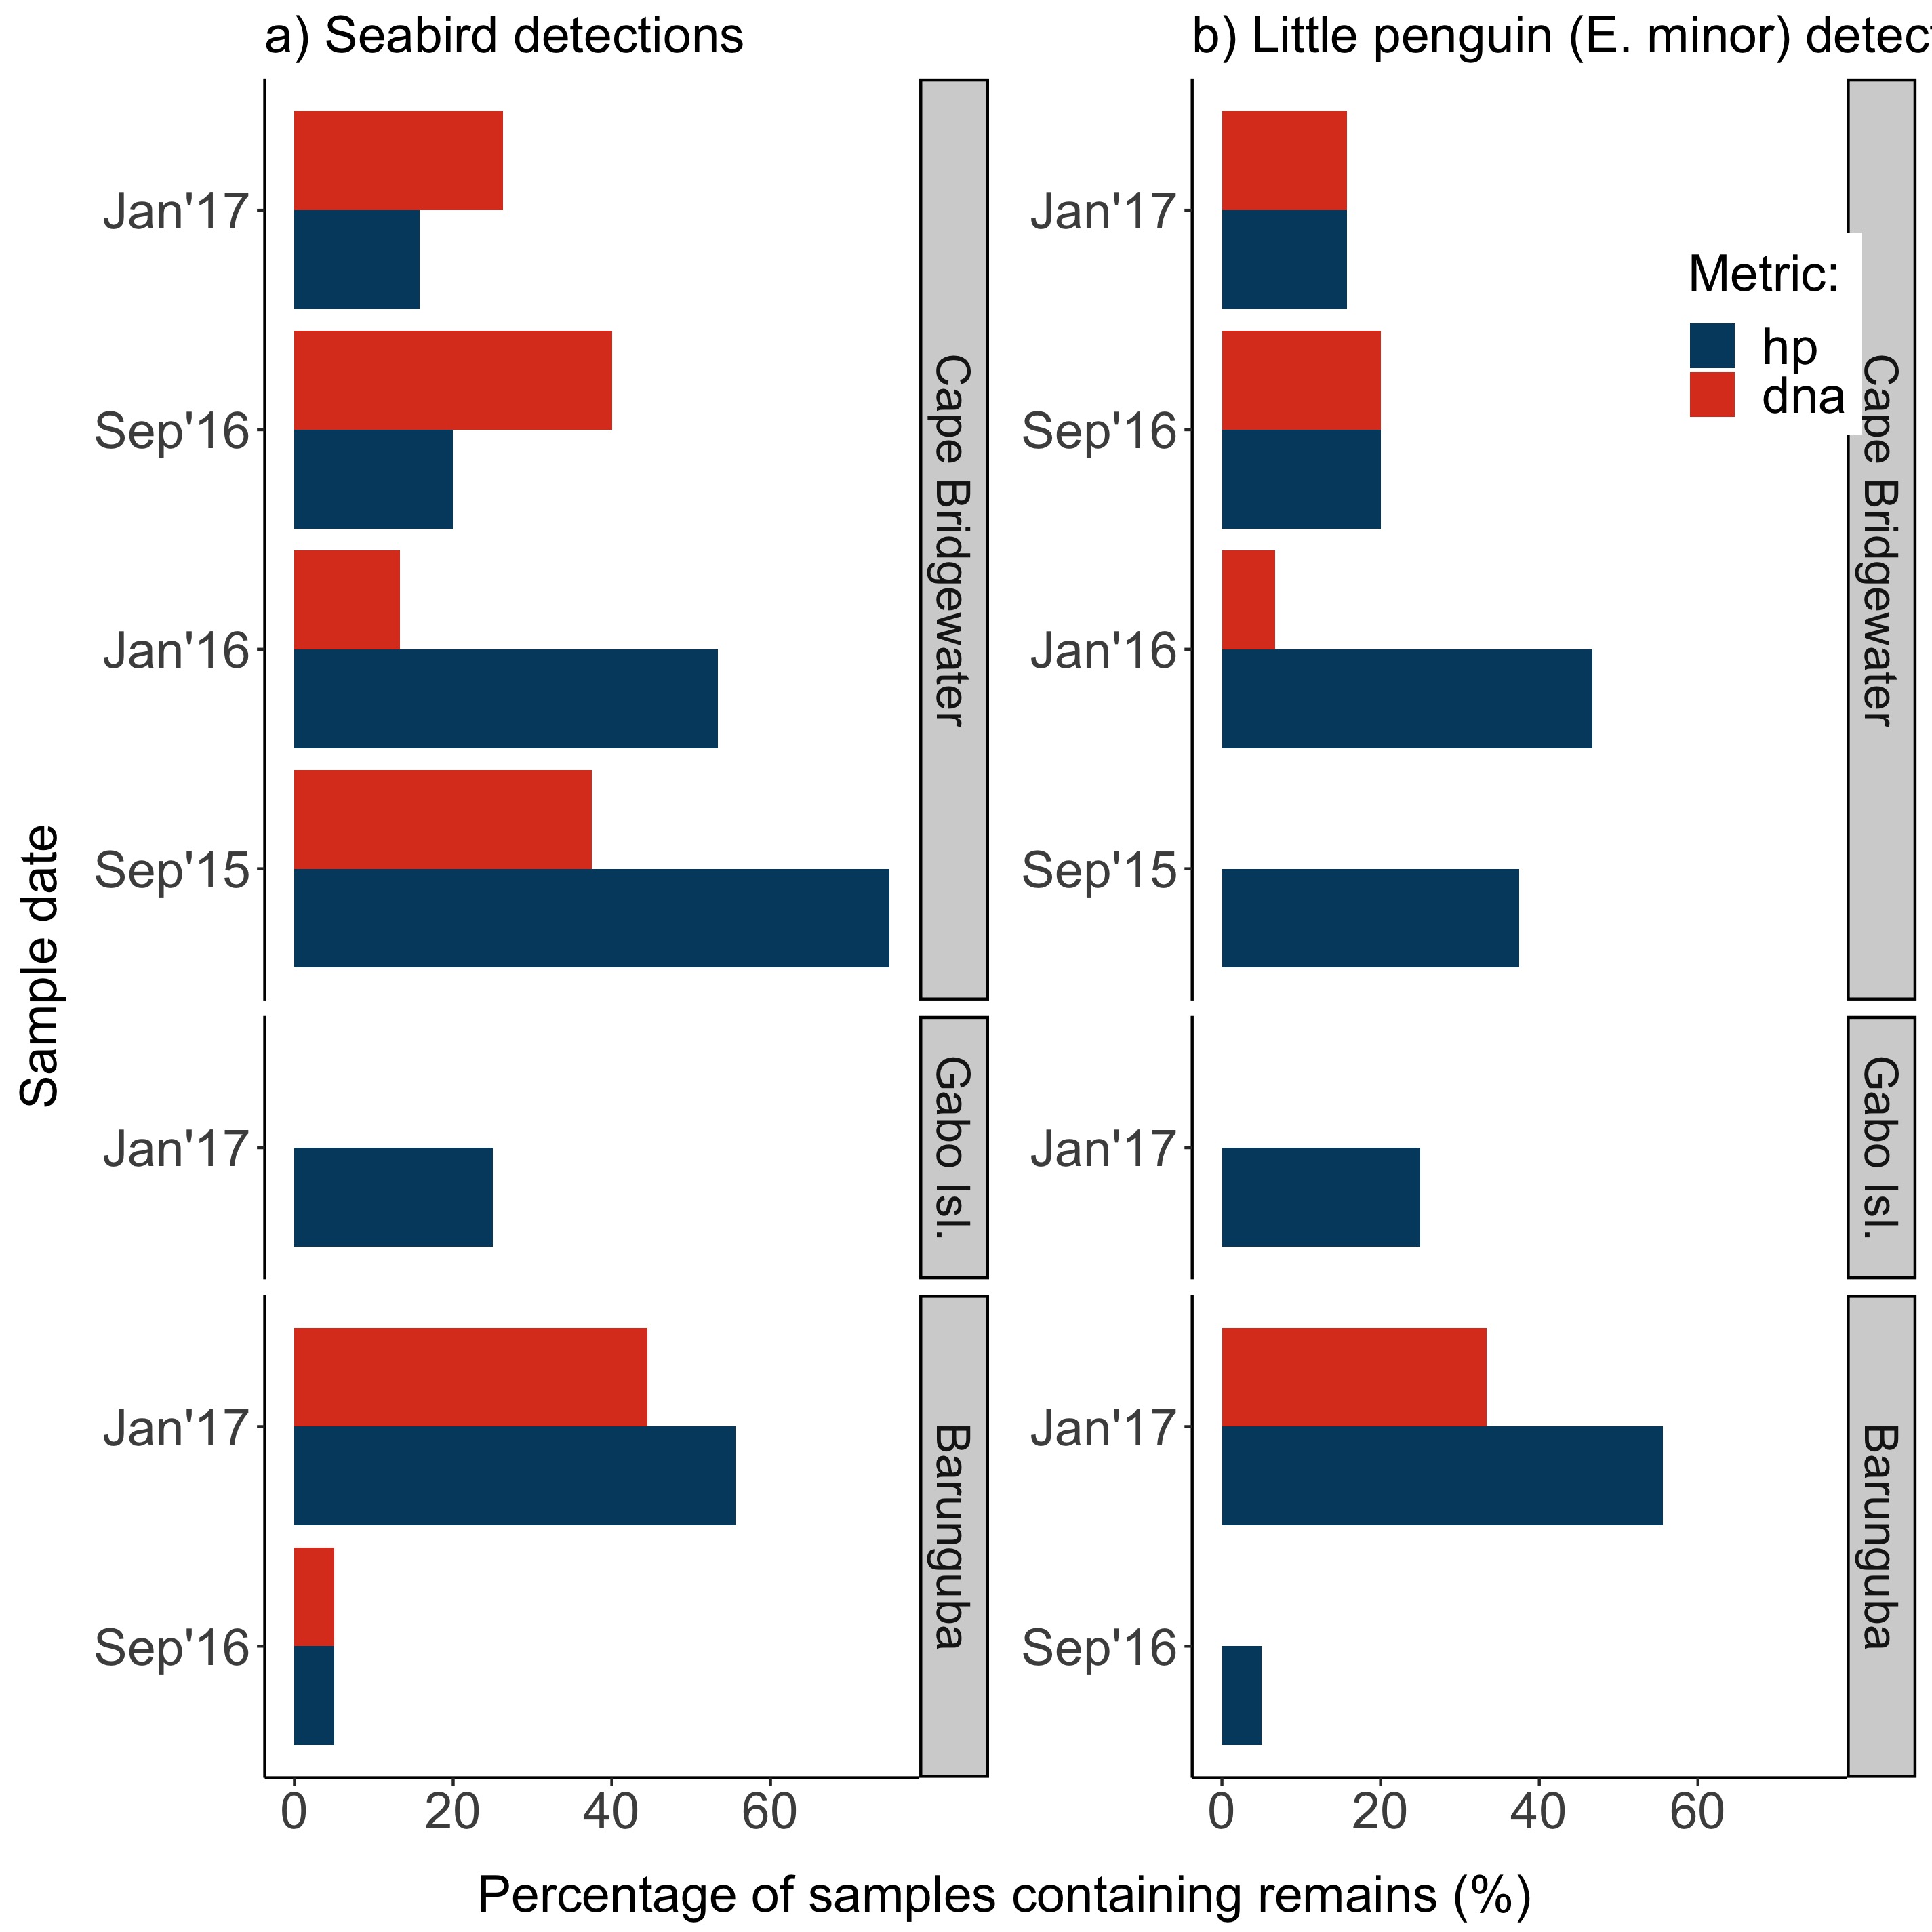 a) Seabird detections
Jan'17
Sep'16
Jan'16
Sep'15
Cape Bridgewater
Jan'17
Gabo Isl.
Jan'17
Sep'16
Barunguba
0 20 40 60
b) Little penguin (E. minor) detec
Jan'17
Sep'16
Jan'16
Sep'15
Cape Bridgewater
Metric:
hp
dna
Jan'17
Gabo Isl.
Jan'17
Sep'16
Barunguba
0 20 40 60
Sample date
Percentage of samples containing remains (%)